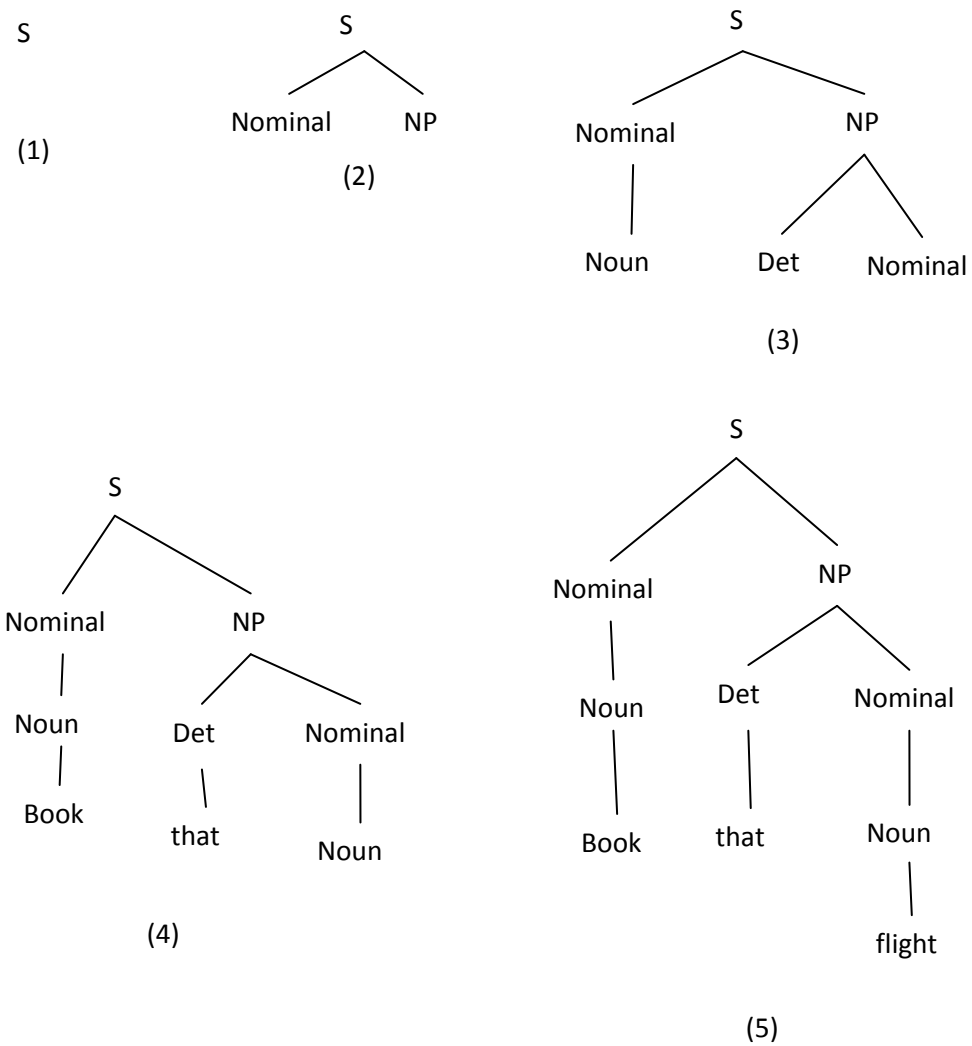 S
(1)
S
Nominal NP
(2)
S
Nominal NP
Noun Det Nominal
(3)
S
Nominal NP
Noun Det Nominal
Book that Noun
(4)
S
Nominal NP
Noun Det Nominal
Book that Noun
flight
(5)